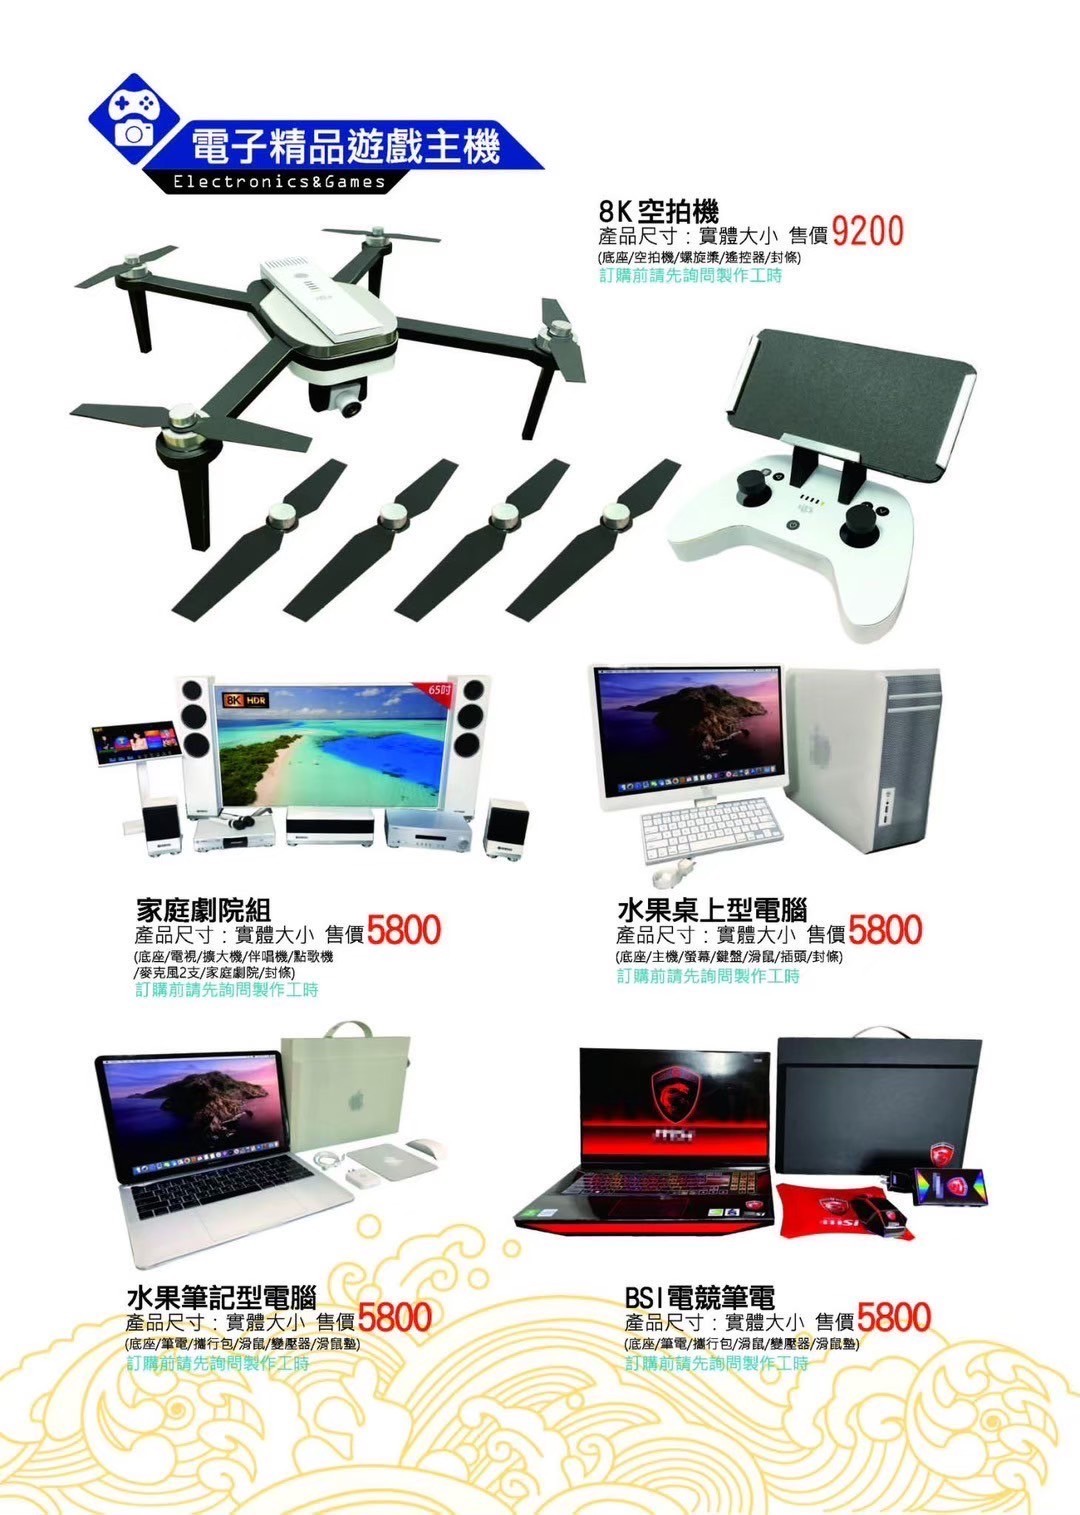 電子精品遊戲主機
Electronics&Games
8K空拍機
產品尺寸：實體大小 售價9200
(底座/空拍機/螺旋槳/遙控器/封條)
訂購前請先詢問製作工時
8K HDR
65吋
家庭劇院組
產品尺寸：實體大小 售價5800
(底座/電視/擴大機/伴唱機/點歌機
/麥克風2支/家庭劇院/封條)
訂購前請先詢問製作工時
水果桌上型電腦
產品尺寸：實體大小 售價5800
(底座/主機/螢幕/鍵盤/滑鼠/插頭/封條)
訂購前請先詢問製作工時
水果筆記型電腦
產品尺寸：實體大小 售價5800
(底座/筆電/攜行包/滑鼠/變壓器/滑鼠墊)
訂購前請先詢問製作工時
BSI電競筆電
產品尺寸：實體大小 售價5800
(底座/筆電/攜行包/滑鼠/變壓器/滑鼠墊)
訂購前請先詢問製作工時